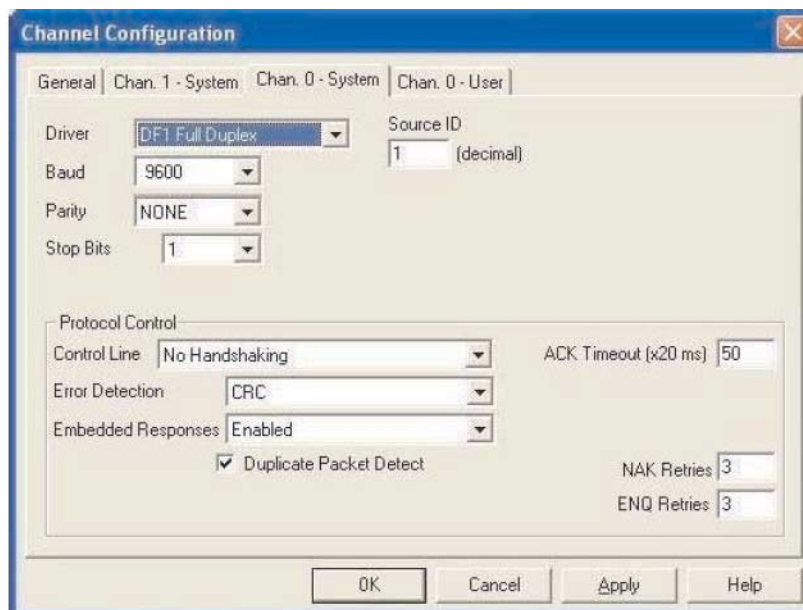 Channel Configuration
General Chan. 1 - System Chan. 0 - System Chan. 0 - User
Driver DF1 Full Duplex Source ID
1 (decimal)
Baud 9600
Parity NONE
Stop Bits 1
Protocol Control
Control Line No Handshaking ACK Timeout (x20 ms) 50
Error Detection CRC
Embedded Responses Enabled
Duplicate Packet Detect
NAK Retries 3
ENQ Retries 3
OK Cancel Apply Help